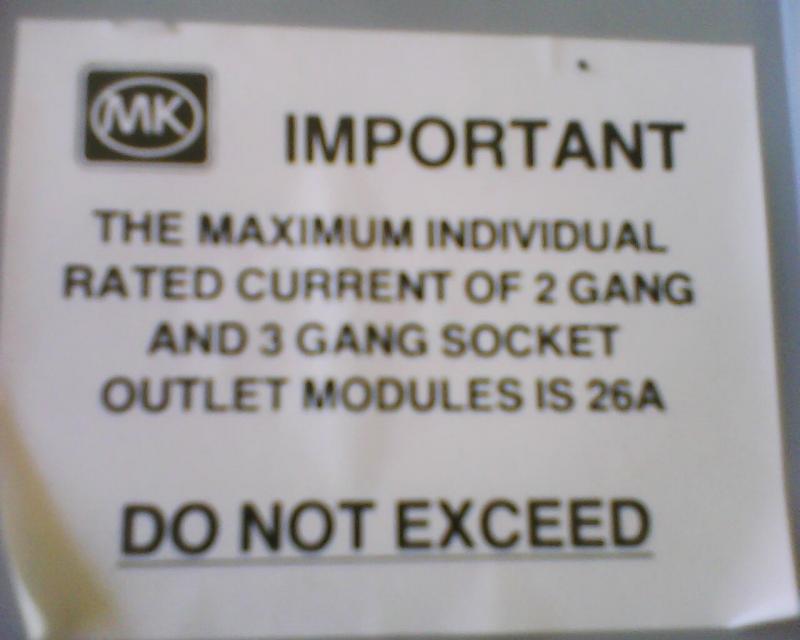 MK
IMPORTANT
THE MAXIMUM INDIVIDUAL
RATED CURRENT OF 2 GANG
AND 3 GANG SOCKET
OUTLET MODULES IS 26A
DO NOT EXCEED